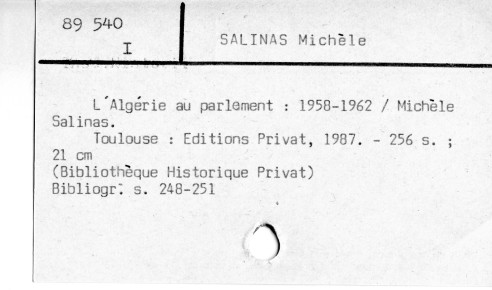 89 540
I
SALINAS Michèle
L'Algérie au parlement : 1958-1962 / Michèle
Salinas.
Toulouse : Editions Privat, 1987. - 256 s. ;
21 cm
(Bibliothèque Historique Privat)
Bibliogr. s. 248-251